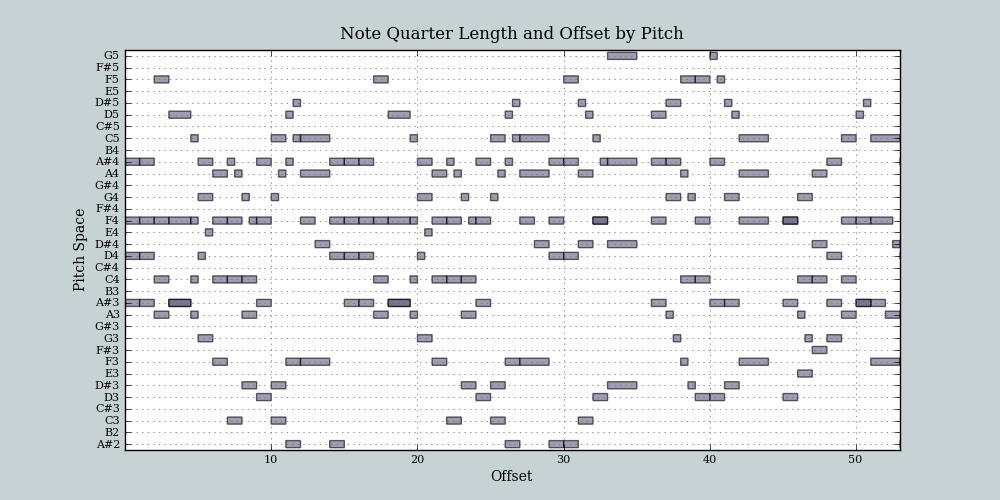 Note Quarter Length and Offset by Pitch
G5
F#5
F5
E5
D#5
D5
C#5
C5
B4
A#4
A4
G#4
G4
F#4
F4
E4
D#4
D4
C#4
C4
B3
A#3
A3
G#3
G3
F#3
F3
E3
D#3
D3
C#3
C3
B2
A#2
Pitch Space
10 20 30 40 50
Offset